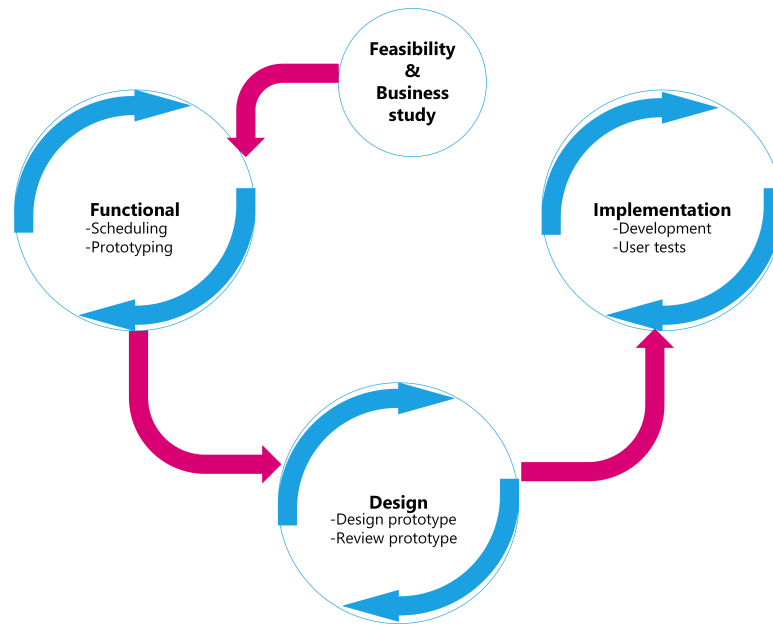 Feasibility
&
Business
study
Functional
-Scheduling
-Prototyping
Implementation
-Development
-User tests
Design
-Design prototype
-Review prototype